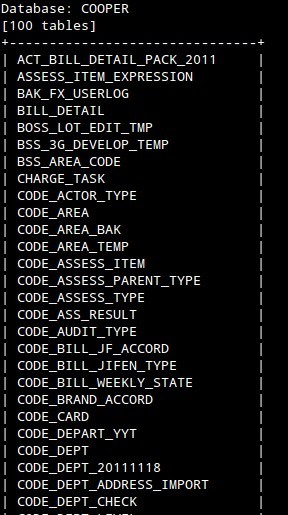 Database: COOPER
[100 tables]
+-------------------------------+
| ACT_BILL_DETAIL_PACK_2011 |
| ASSESS_ITEM_EXPRESSION |
| BAK_FX_USERLOG |
| BILL_DETAIL |
| BOSS_LOT_EDIT_TMP |
| BSS_3G_DEVELOP_TEMP |
| BSS_AREA_CODE |
| CHARGE_TASK |
| CODE_ACTOR_TYPE |
| CODE_AREA |
| CODE_AREA_BAK |
| CODE_AREA_TEMP |
| CODE_ASSESS_ITEM |
| CODE_ASSESS_PARENT_TYPE |
| CODE_ASSESS_TYPE |
| CODE_ASS_RESULT |
| CODE_AUDIT_TYPE |
| CODE_BILL_JF_ACCORD |
| CODE_BILL_JIFEN_TYPE |
| CODE_BILL_WEEKLY_STATE |
| CODE_BRAND_ACCORD |
| CODE_CARD |
| CODE_DEPART_YYT |
| CODE_DEPT |
| CODE_DEPT_20111118 |
| CODE_DEPT_ADDRESS_IMPORT |
| CODE_DEPT_CHECK |